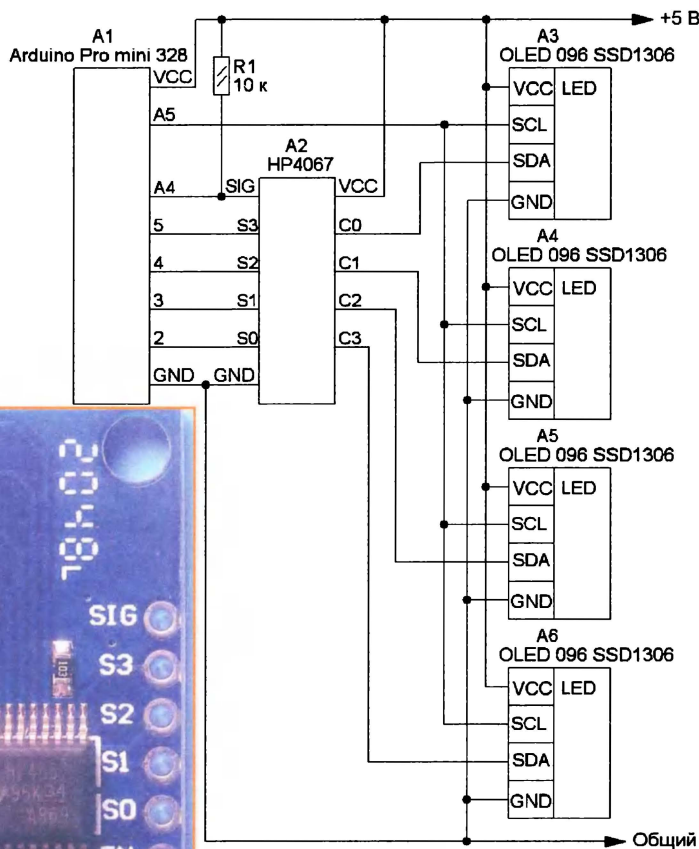 +5 В
A1
Arduino Pro mini 328
VCC
R1
10 к
A5
A4
5
4
3
2
GND
A2
HP4067
SIG
S3
S2
S1
S0
GND
VCC
C0
C1
C2
C3
A3
OLED 096 SSD1306
VCC
LED
SCL
SDA
GND
A4
OLED 096 SSD1306
VCC
LED
SCL
SDA
GND
A5
OLED 096 SSD1306
VCC
LED
SCL
SDA
GND
A6
OLED 096 SSD1306
VCC
LED
SCL
SDA
GND
Общий
SIG
103
S3
S2
S1
S0